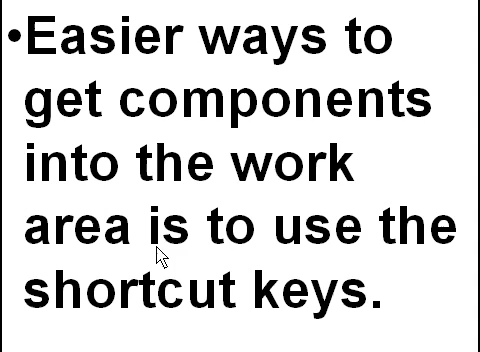 •Easier ways to
get components
into the work
area is to use the
shortcut keys.